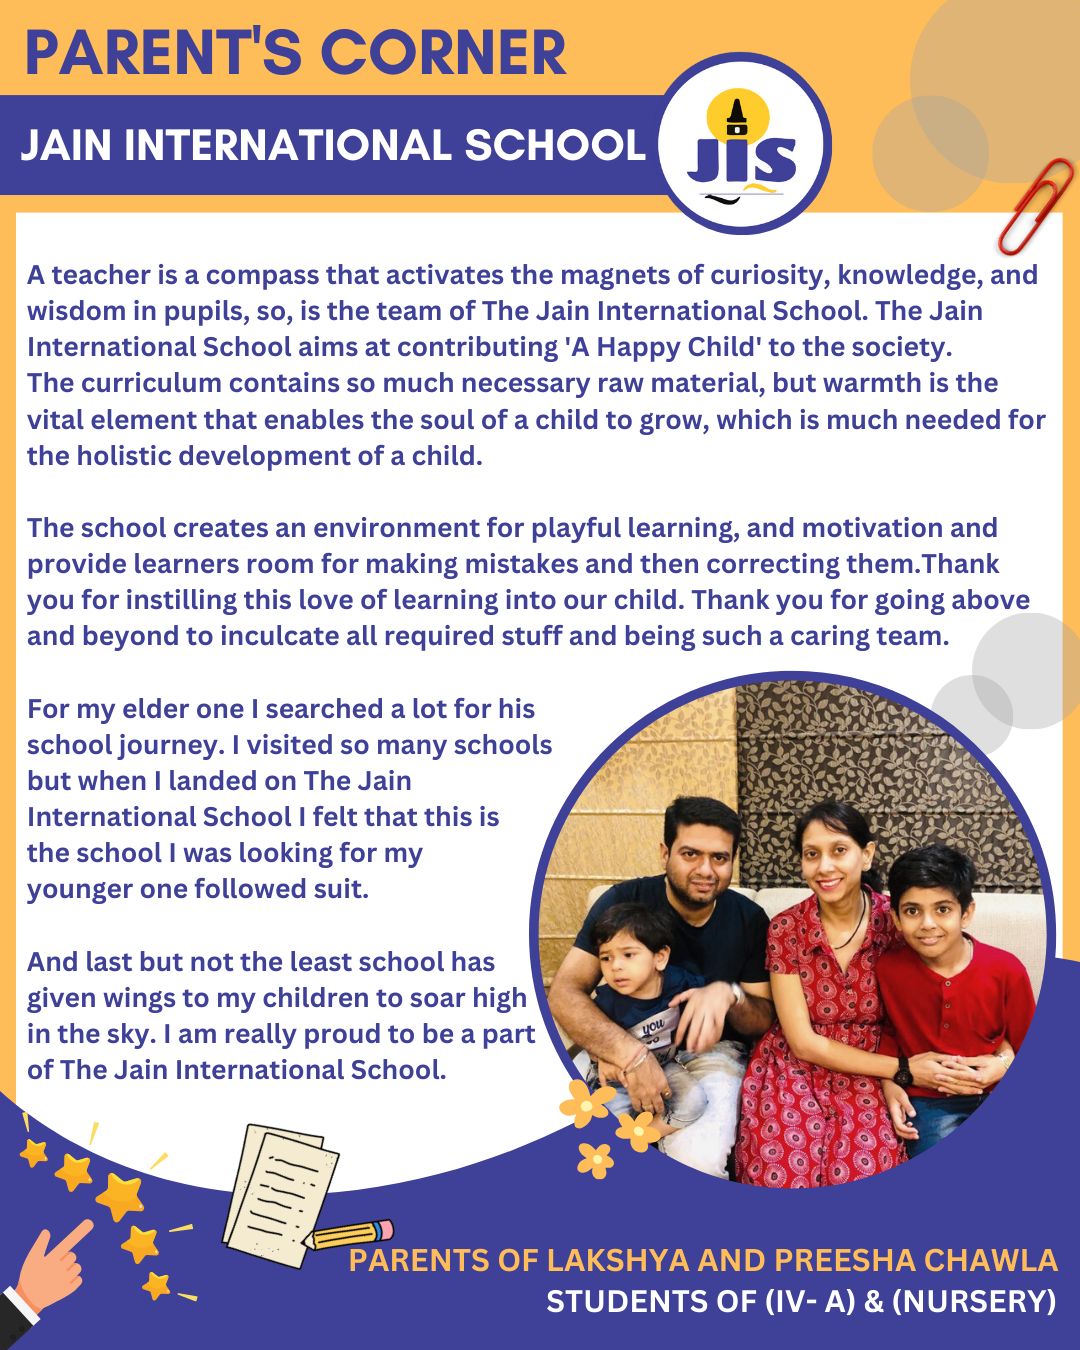 PARENT'S CORNER
JAIN INTERNATIONAL SCHOOL
JIS
A teacher is a compass that activates the magnets of curiosity, knowledge, and
wisdom in pupils, so, is the team of The Jain International School. The Jain
International School aims at contributing 'A Happy Child' to the society.
The curriculum contains so much necessary raw material, but warmth is the
vital element that enables the soul of a child to grow, which is much needed for
the holistic development of a child.
The school creates an environment for playful learning, and motivation and
provide learners room for making mistakes and then correcting them.Thank
you for instilling this love of learning into our child. Thank you for going above
and beyond to inculcate all required stuff and being such a caring team.
For my elder one I searched a lot for his
school journey. I visited so many schools
but when I landed on The Jain
International School I felt that this is
the school I was looking for my
younger one followed suit.
And last but not the least school has
given wings to my children to soar high
in the sky. I am really proud to be a part
of The Jain International School.
you
PARENTS OF LAKSHYA AND PREESHA CHAWLA
STUDENTS OF (IV- A) & (NURSERY)